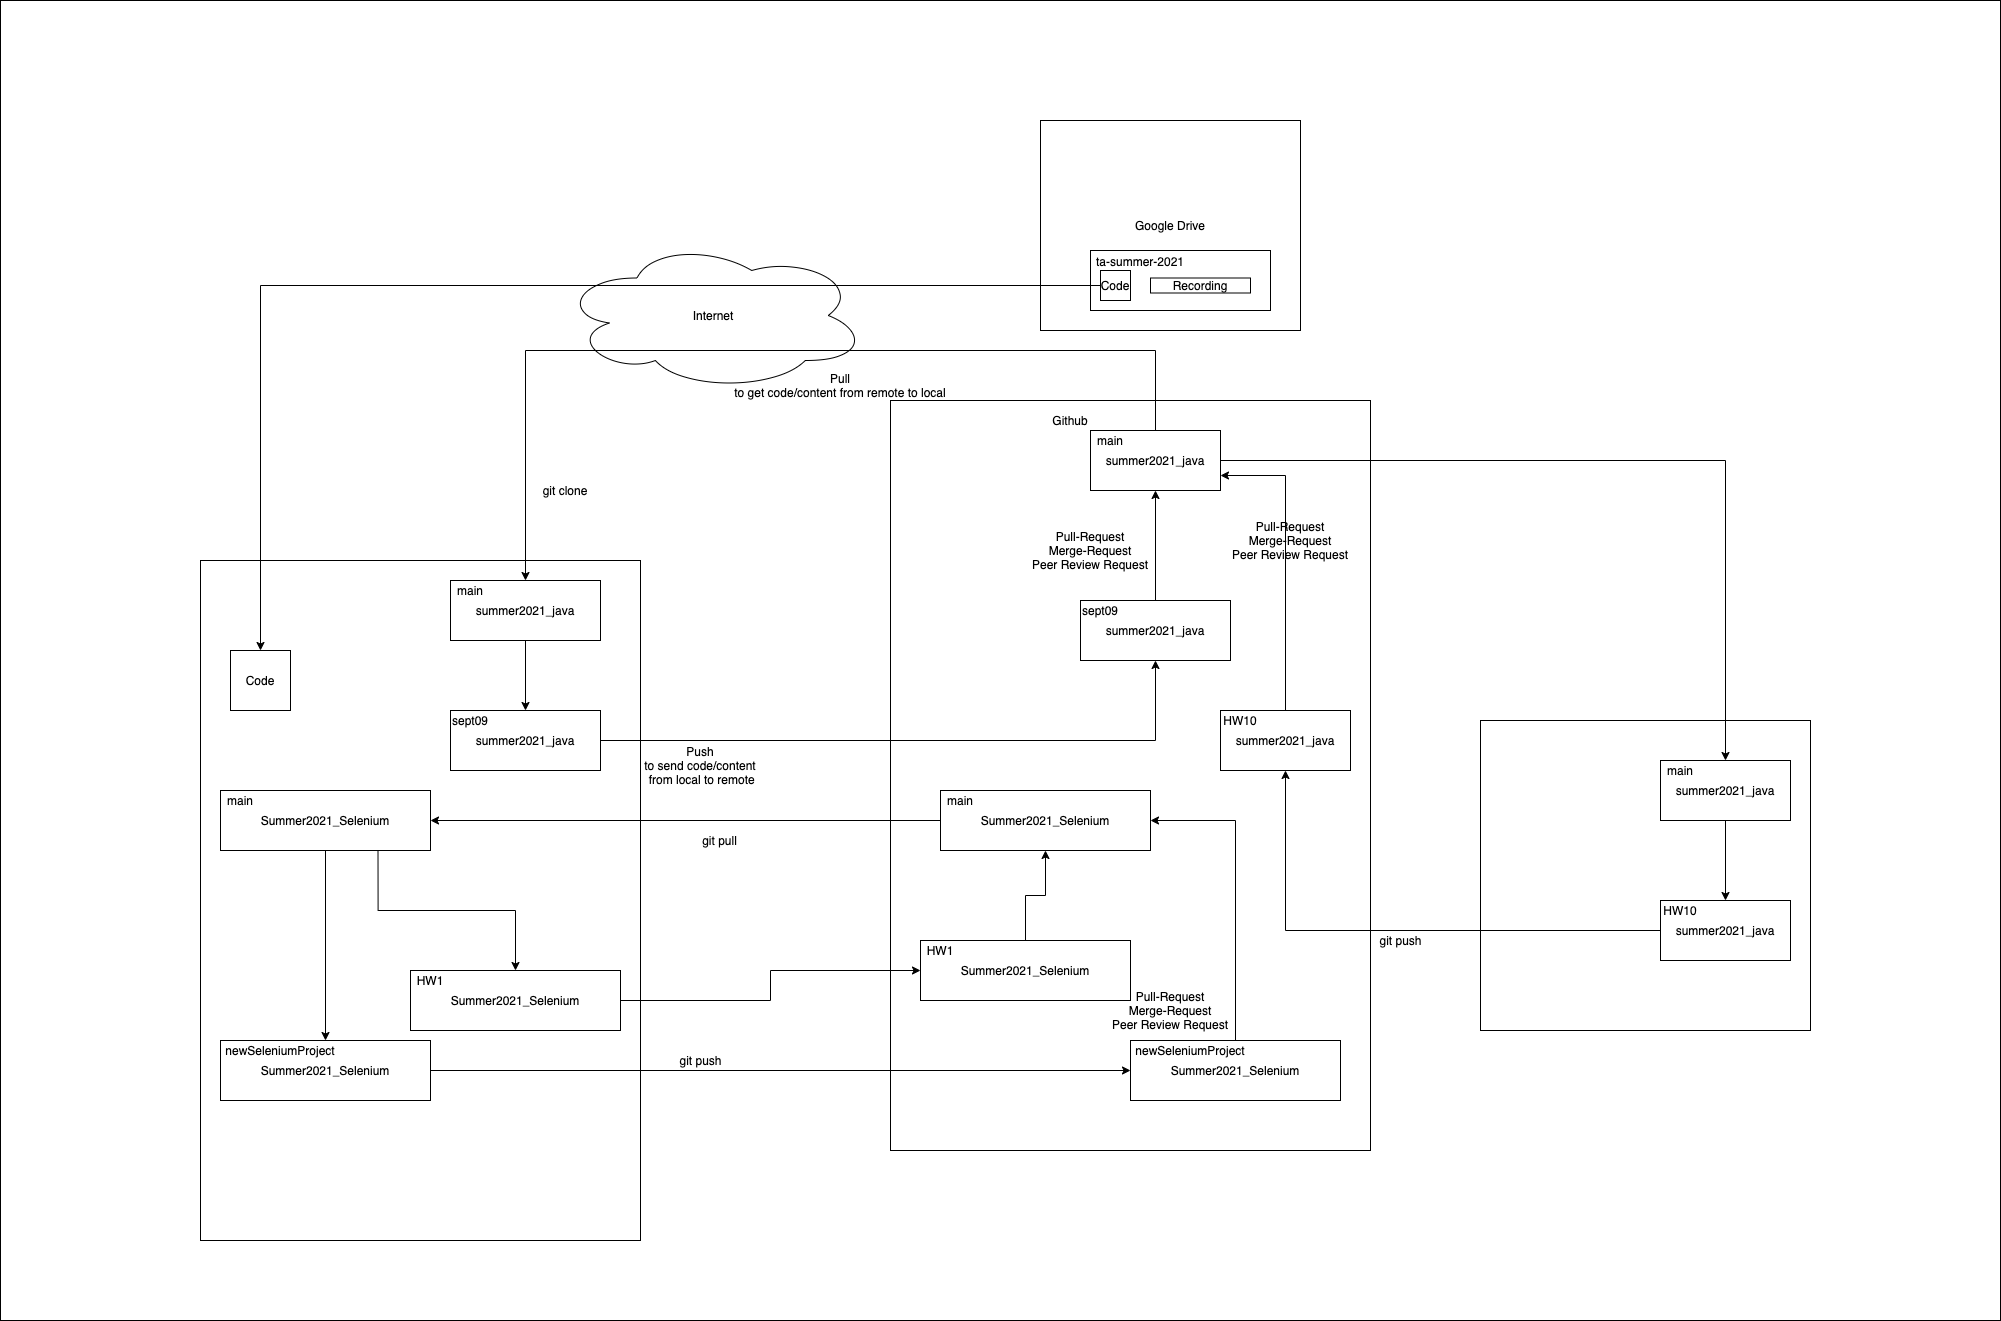 Google Drive
ta-summer-2021
Code
Recording
Internet
Pull
to get code/content from remote to local
Github
main
summer2021_java
git clone
Pull-Request
Merge-Request
Peer Review Request
Pull-Request
Merge-Request
Peer Review Request
main
summer2021_java
sept09
summer2021_java
Code
sept09
summer2021_java
HW10
summer2021_java
Push
to send code/content
from local to remote
main
summer2021_java
main
Summer2021_Selenium
main
Summer2021_Selenium
git pull
HW10
summer2021_java
git push
HW1
Summer2021_Selenium
HW1
Summer2021_Selenium
Pull-Request
Merge-Request
Peer Review Request
newSeleniumProject
Summer2021_Selenium
git push
newSeleniumProject
Summer2021_Selenium